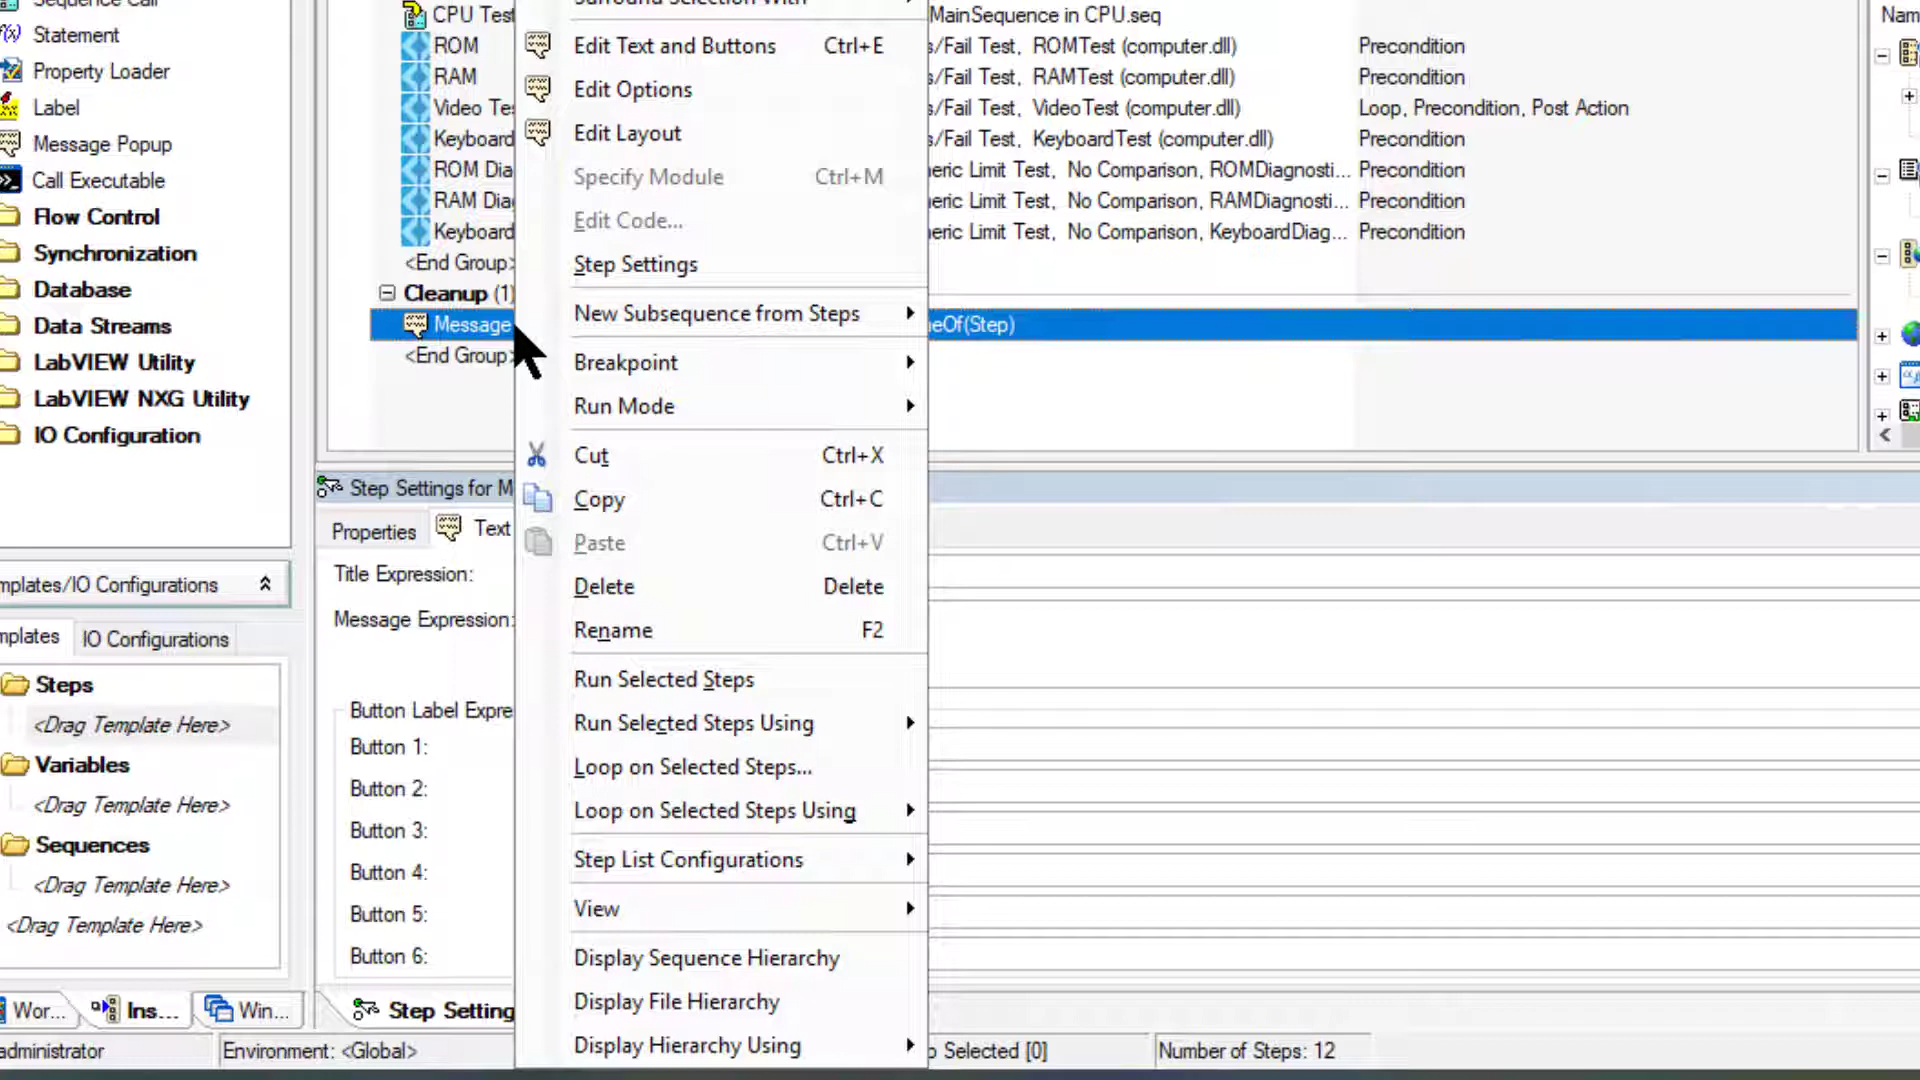 Statement
Property Loader
Label
Message Popup
Call Executable
Flow Control
Synchronization
Database
Data Streams
LabVIEW Utility
LabVIEW NXG Utility
IO Configuration
mplates/IO Configurations
mplates
IO Configurations
Steps
<Drag Template Here>
Variables
<Drag Template Here>
Sequences
<Drag Template Here>
<Drag Template Here>
Wor...
Ins...
Win...
administrator
Environment: <Global>
CPU Test
MainSequence in CPU.seq
ROM
s/Fail Test, ROMTest (computer.dll)
Precondition
RAM
s/Fail Test, RAMTest (computer.dll)
Precondition
Video Tes
s/Fail Test, VideoTest (computer.dll)
Loop, Precondition, Post Action
Keyboard
s/Fail Test, KeyboardTest (computer.dll)
Precondition
ROM Dia
eric Limit Test, No Comparison, ROMDiagnosti...
Precondition
RAM Diag
eric Limit Test, No Comparison, RAMDiagnosti...
Precondition
Keyboard
eric Limit Test, No Comparison, KeyboardDiag...
Precondition
<End Group>
Cleanup (1)
Message
eOf(Step)
<End Group>
Step Settings for M
Properties
Text
Title Expression:
Message Expression:
Button Label Expre
Button 1:
Button 2:
Button 3:
Button 4:
Button 5:
Button 6:
Step Setting
Edit Text and Buttons Ctrl+E
Edit Options
Edit Layout
Specify Module Ctrl+M
Edit Code...
Step Settings
New Subsequence from Steps
Breakpoint
Run Mode
Cut Ctrl+X
Copy Ctrl+C
Paste Ctrl+V
Delete Delete
Rename F2
Run Selected Steps
Run Selected Steps Using
Loop on Selected Steps...
Loop on Selected Steps Using
Step List Configurations
View
Display Sequence Hierarchy
Display File Hierarchy
Display Hierarchy Using
Selected [0]
Number of Steps: 12
Nam